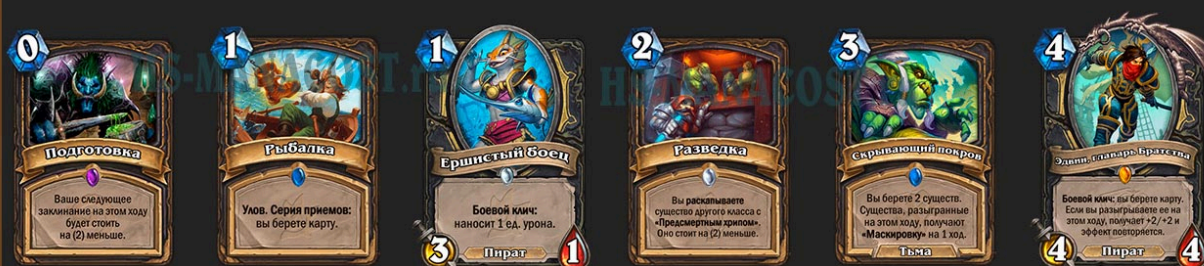 0
Подготовка
Ваше следующее
заклинание на этом ходу
будет стоить
на (2) меньше.
1
Рыбалка
Улов. Серия приемов:
вы берете карту.
1
Ершистый боец
Боевой клич:
наносит 1 ед. урона.
3
Пират
1
2
Разведка
Вы раскапываете
существо другого класса с
«Предсмертным хрипом».
Оно стоит на (2) меньше.
3
Скрывающий покров
Вы берете 2 существ.
Существа, разыгранные
на этом ходу, получают
«Маскировку» на 1 ход.
Тьма
4
Эдвин, главарь Братства
Боевой клич: вы берете карту.
Если вы разыгрываете ее на
этом ходу, получает +2/+2 и
эффект повторяется.
4
Пират
4